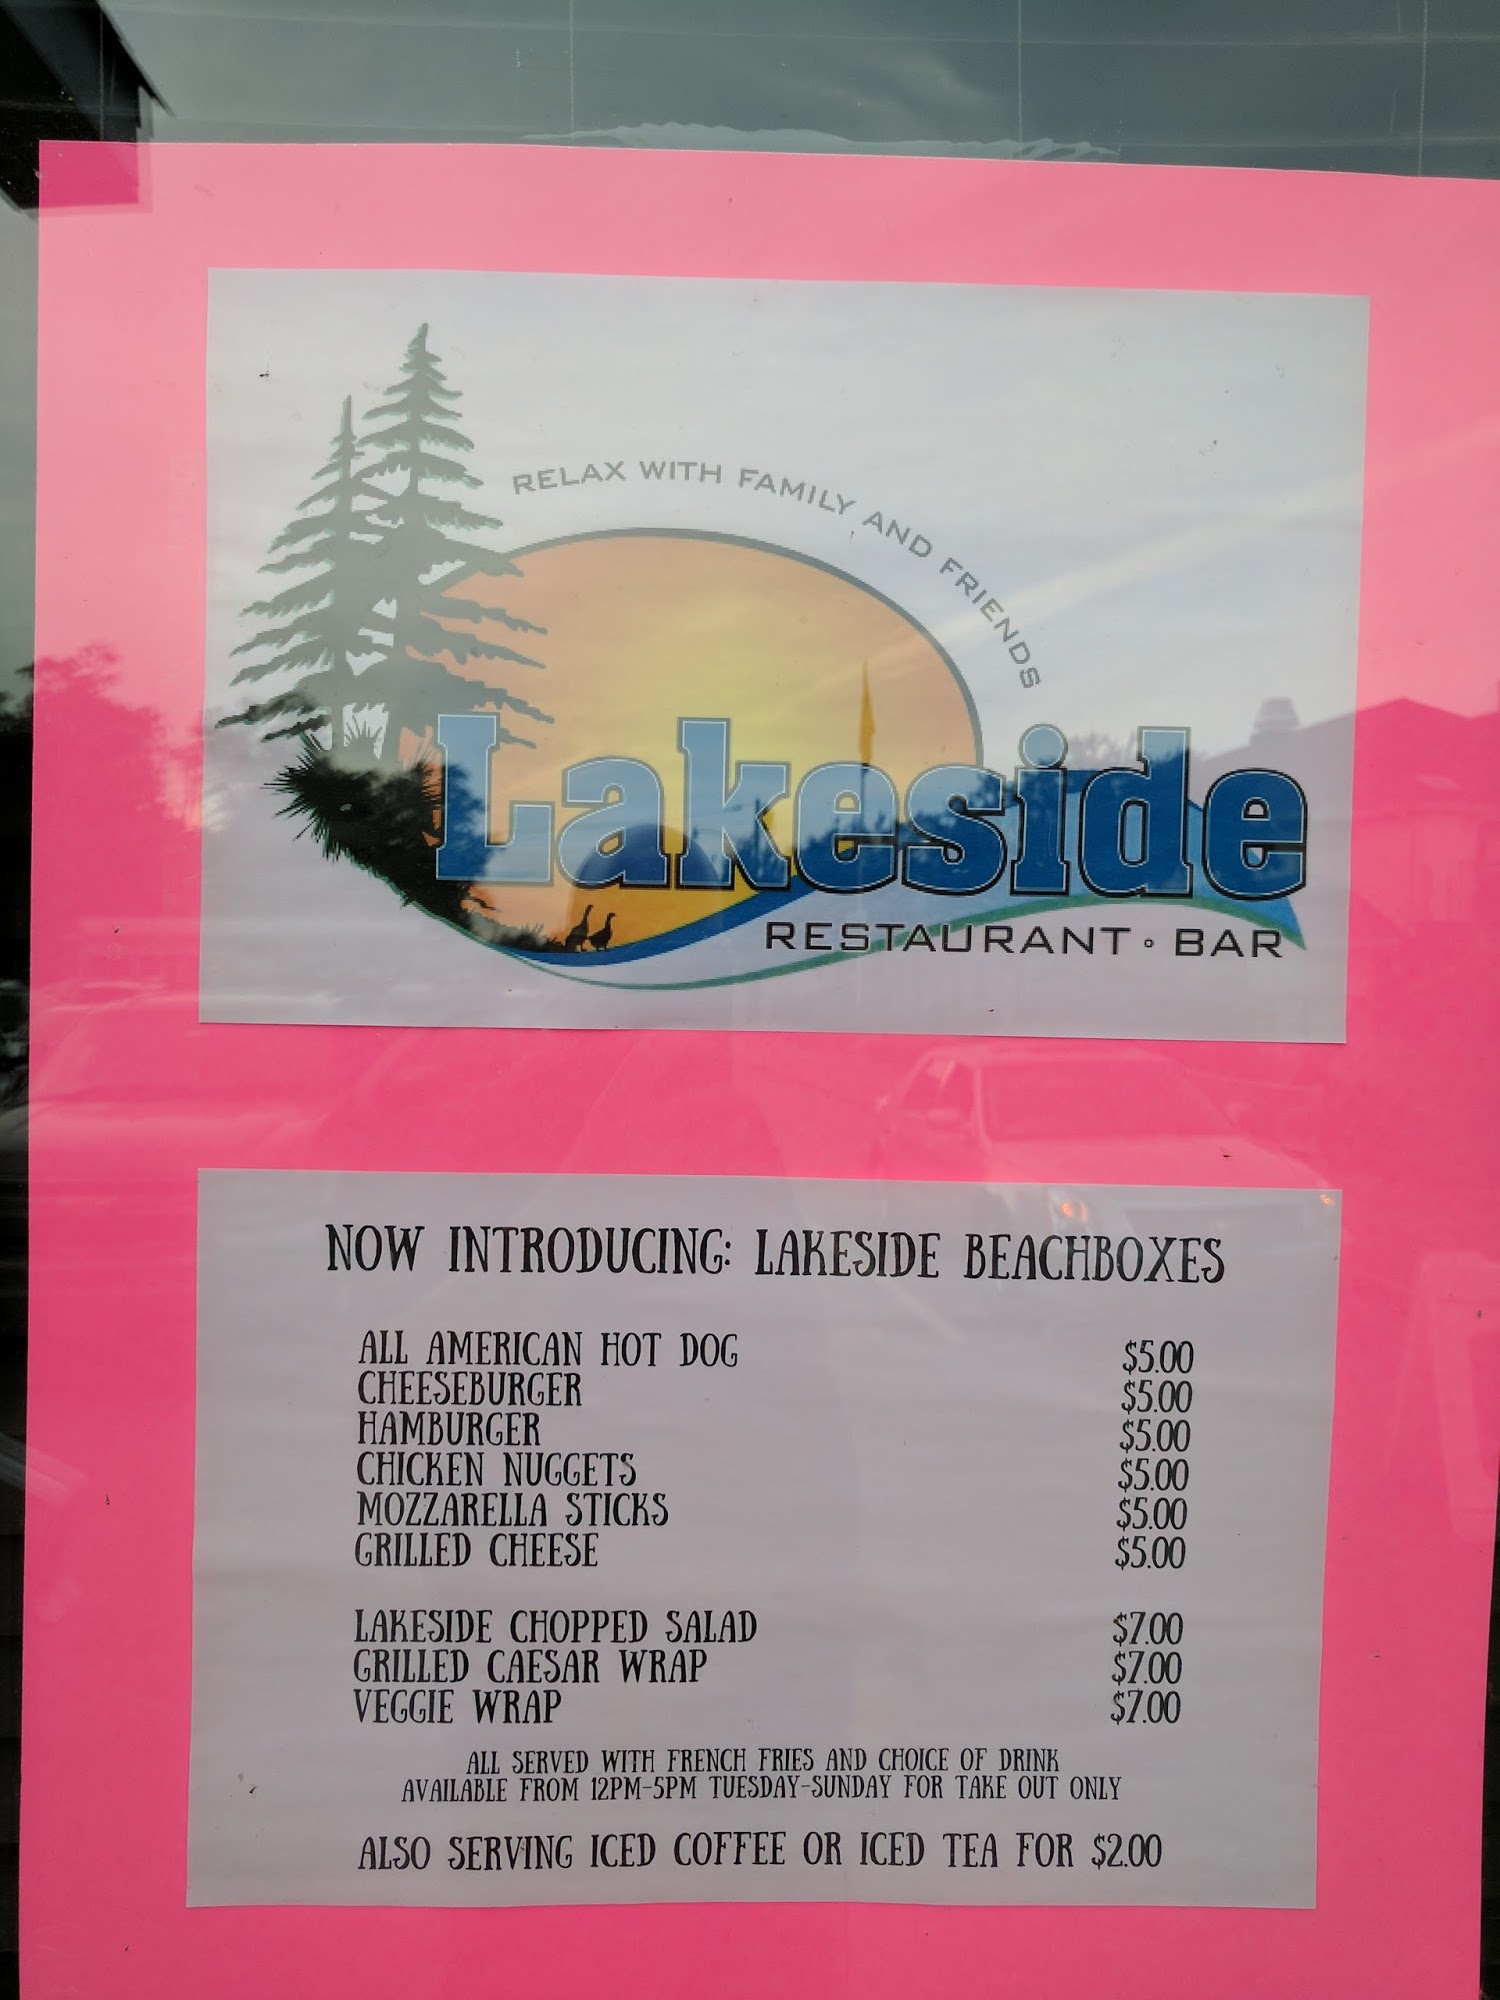 RELAX WITH FAMILY AND FRIENDS
Lakeside
RESTAURANT • BAR
NOW INTRODUCING: LAKESIDE BEACHBOXES
ALL AMERICAN HOT DOG $5.00
CHEESEBURGER $5.00
HAMBURGER $5.00
CHICKEN NUGGETS $5.00
MOZZARELLA STICKS $5.00
GRILLED CHEESE $5.00
LAKESIDE CHOPPED SALAD $7.00
GRILLED CAESAR WRAP $7.00
VEGGIE WRAP $7.00
ALL SERVED WITH FRENCH FRIES AND CHOICE OF DRINK
AVAILABLE FROM 12PM-5PM TUESDAY-SUNDAY FOR TAKE OUT ONLY
ALSO SERVING ICED COFFEE OR ICED TEA FOR $2.00